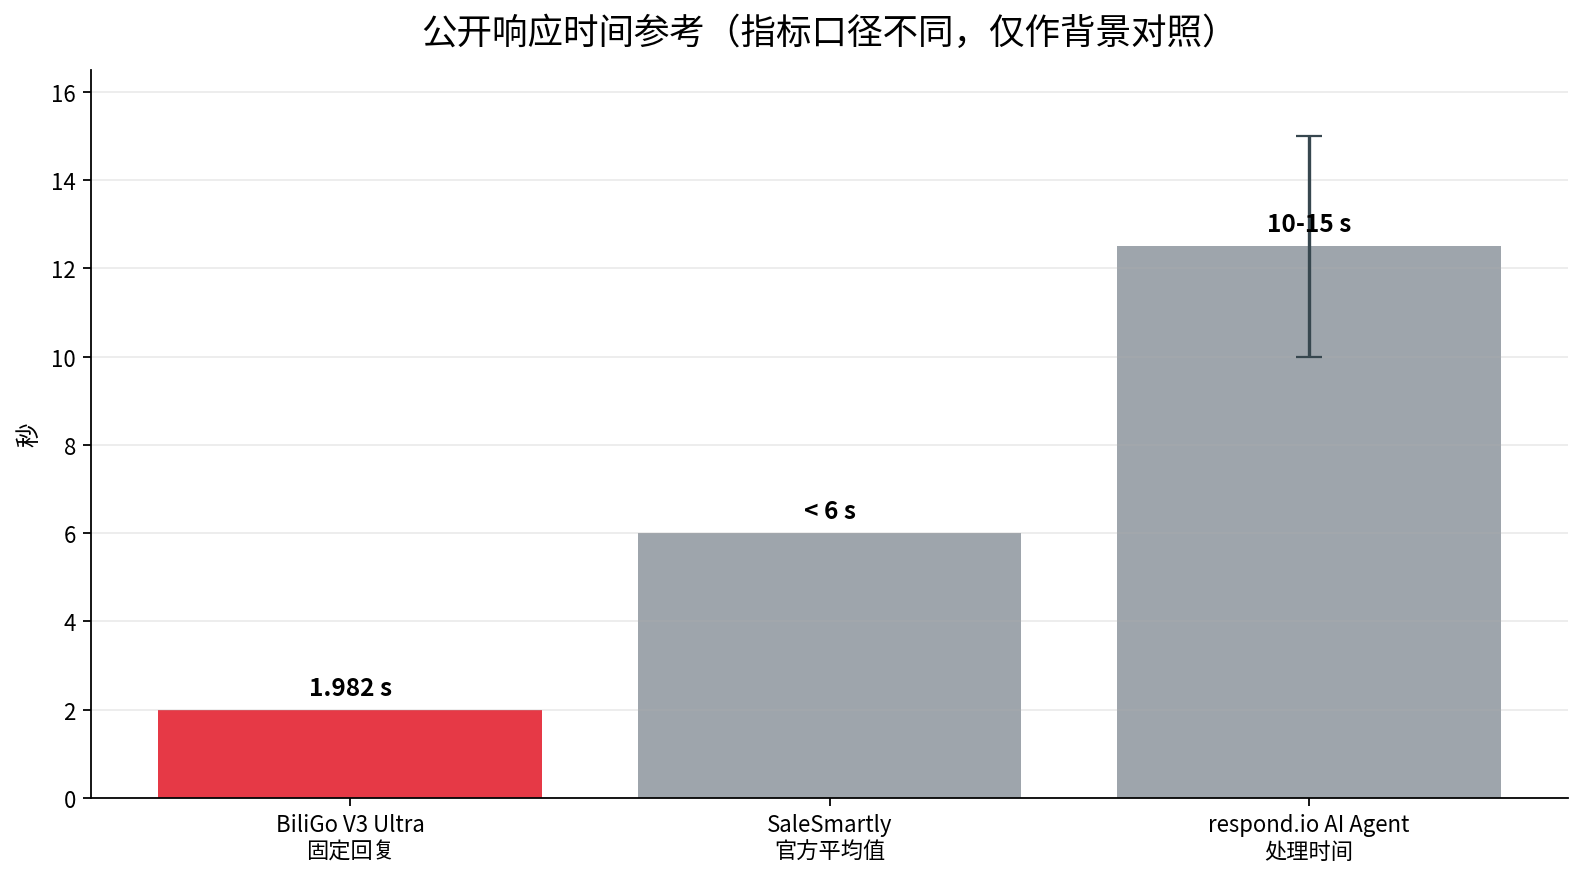 公开响应时间参考（指标口径不同，仅作背景对照）
秒
16
14
12
10
8
6
4
2
0
1.982 s
< 6 s
10-15 s
BiliGo V3 Ultra
固定回复
SaleSmartly
官方平均值
respond.io AI Agent
处理时间